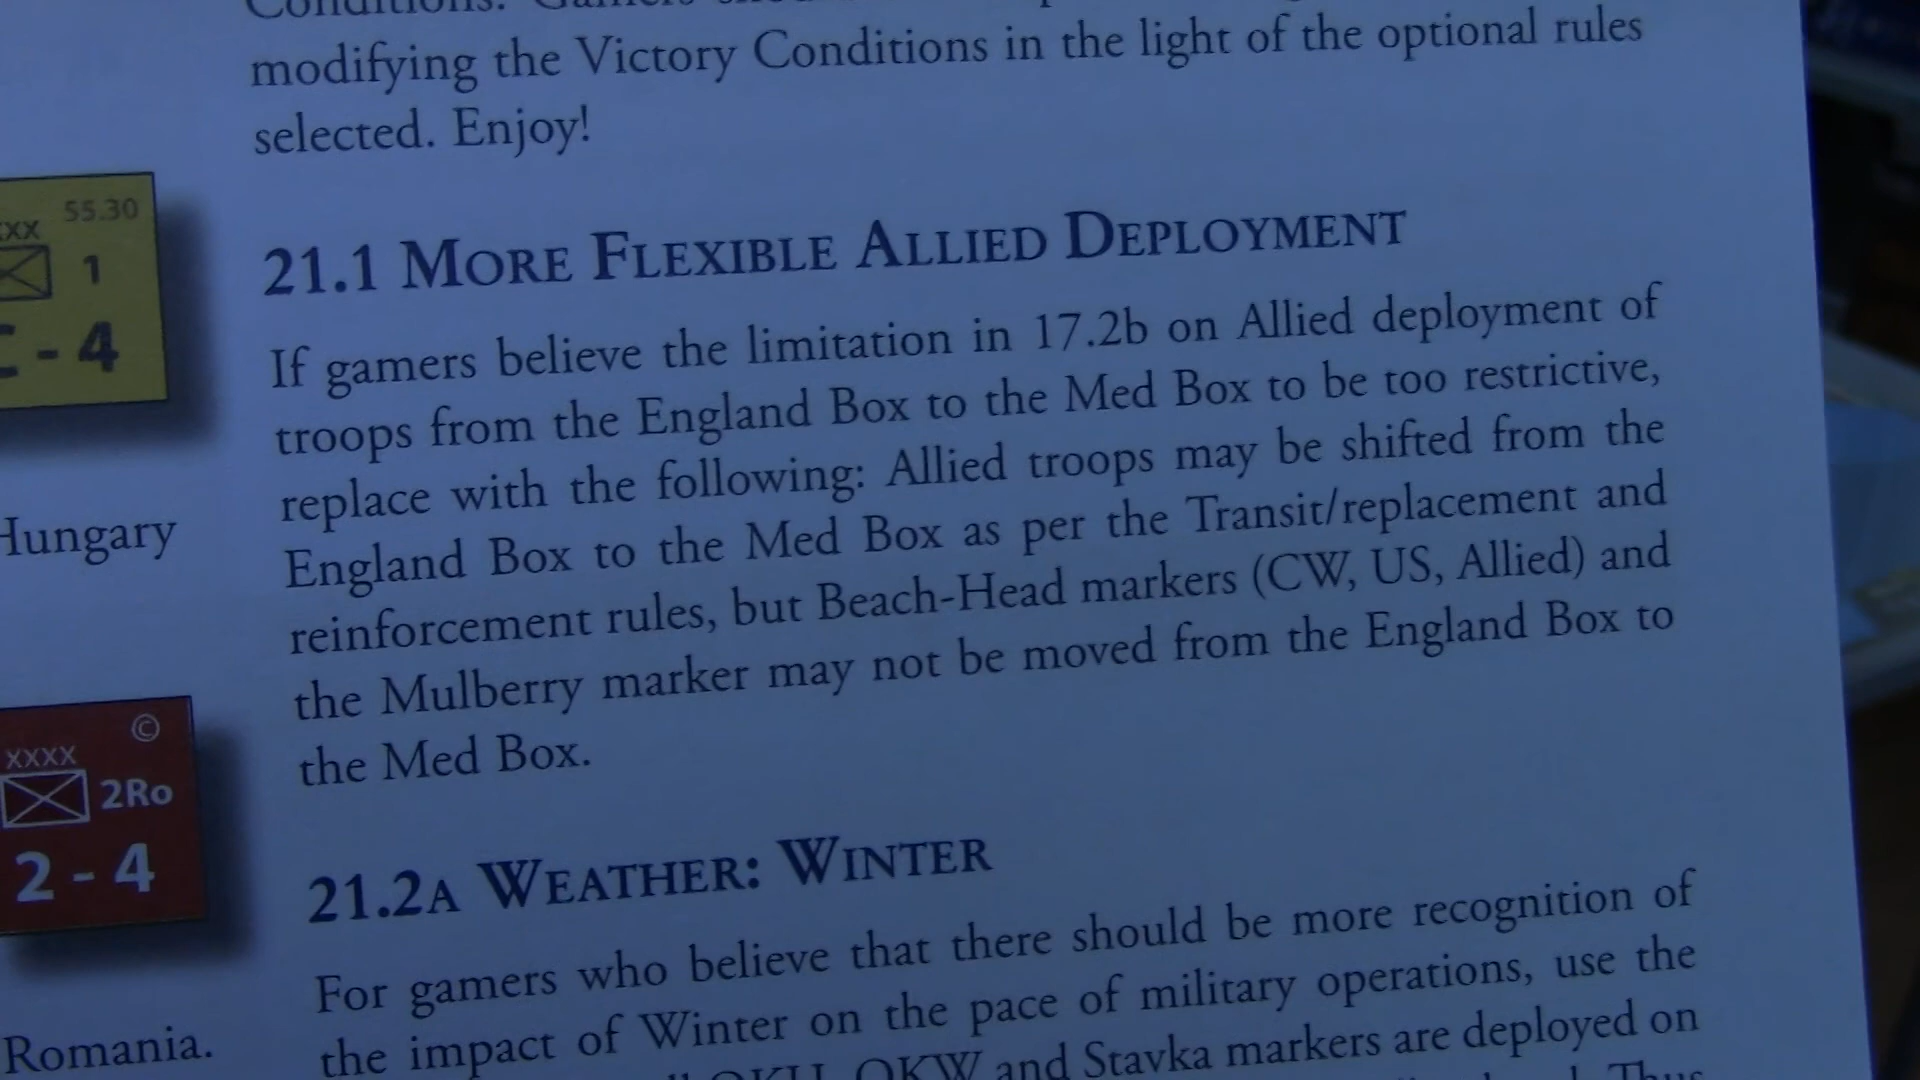 modifying the Victory Conditions in the light of the optional rules
selected. Enjoy!
55.30
1
- 4
Hungary
XXXX
©
2Ro
2 - 4
Romania.
21.1 MORE FLEXIBLE ALLIED DEPLOYMENT
If gamers believe the limitation in 17.2b on Allied deployment of
troops from the England Box to the Med Box to be too restrictive,
replace with the following: Allied troops may be shifted from the
England Box to the Med Box as per the Transit/replacement and
reinforcement rules, but Beach-Head markers (CW, US, Allied) and
the Mulberry marker may not be moved from the England Box to
the Med Box.
21.2A WEATHER: WINTER
For gamers who believe that there should be more recognition of
the impact of Winter on the pace of military operations, use the
OKW and Stavka markers are deployed on